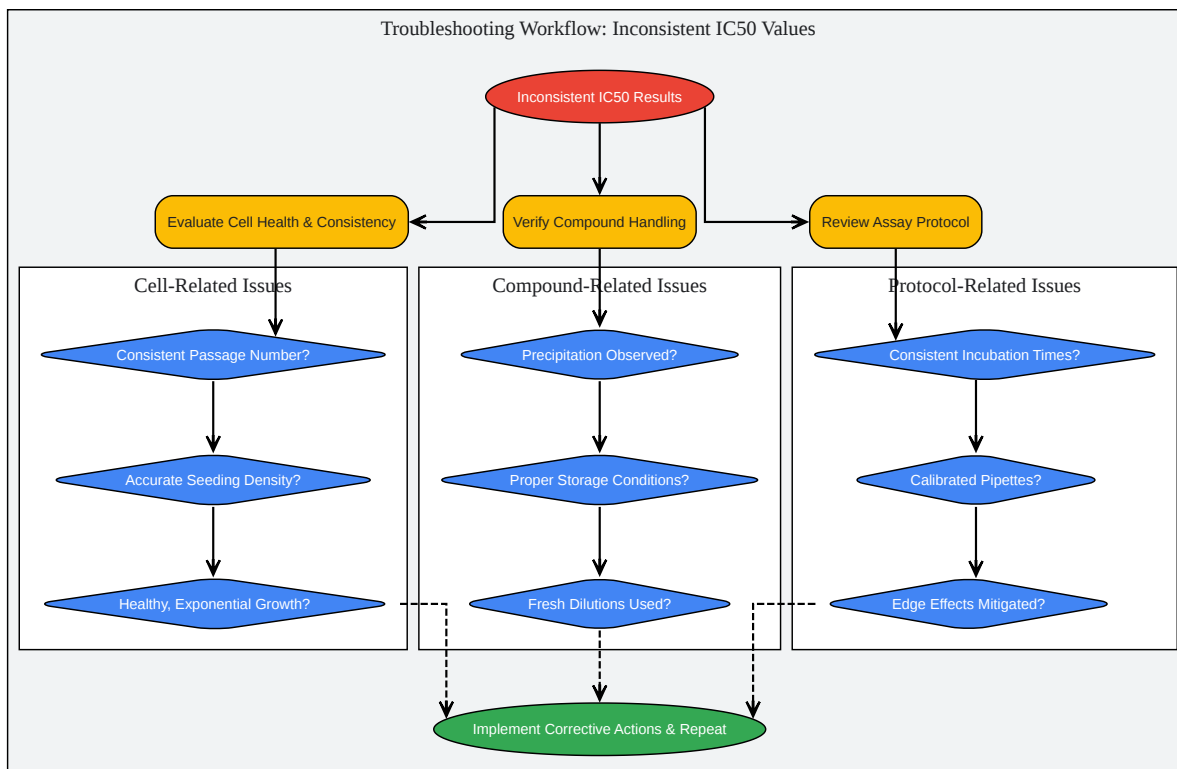 Troubleshooting Workflow: Inconsistent IC50 Values
Inconsistent IC50 Results
Evaluate Cell Health & Consistency
Verify Compound Handling
Review Assay Protocol
Cell-Related Issues
Compound-Related Issues
Protocol-Related Issues
Consistent Passage Number?
Precipitation Observed?
Consistent Incubation Times?
Accurate Seeding Density?
Proper Storage Conditions?
Calibrated Pipettes?
Healthy, Exponential Growth?
Fresh Dilutions Used?
Edge Effects Mitigated?
Implement Corrective Actions & Repeat